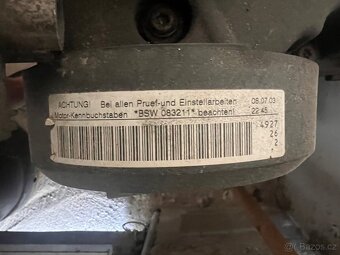 ACHTUNG! Bei allen Pruef-und Einstellarbeiten 08.07.03
Motor-Kennbuchstaben *BSW 083211* beachten! 22:45
4927
26
2
Bazos.cz